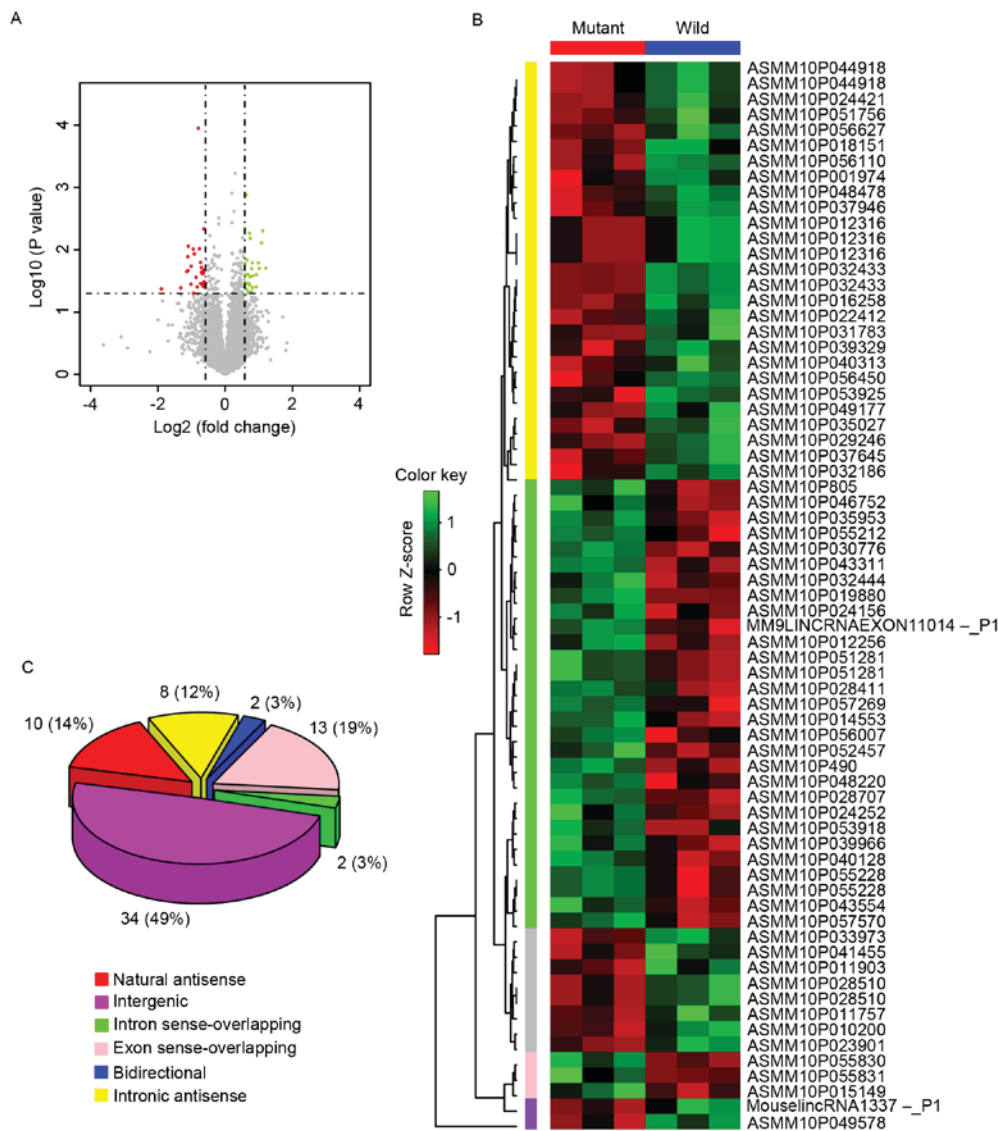 A
Log10 (P value)
4
3
2
1
0
-4
-2
0
2
4
Log2 (fold change)
B
Mutant
Wild
ASMM10P044918
ASMM10P044918
ASMM10P024421
ASMM10P051756
ASMM10P056627
ASMM10P018151
ASMM10P056110
ASMM10P001974
ASMM10P048478
ASMM10P037946
ASMM10P012316
ASMM10P012316
ASMM10P012316
ASMM10P032433
ASMM10P032433
ASMM10P016258
ASMM10P022412
ASMM10P031783
ASMM10P039329
ASMM10P040313
ASMM10P056450
ASMM10P053925
ASMM10P049177
ASMM10P035027
ASMM10P029246
ASMM10P037645
ASMM10P032186
ASMM10P805
ASMM10P046752
ASMM10P035953
ASMM10P055212
ASMM10P030776
ASMM10P043311
ASMM10P032444
ASMM10P019880
ASMM10P024156
MM9LINCRNAEXON11014 –_P1
ASMM10P012256
ASMM10P051281
ASMM10P051281
ASMM10P028411
ASMM10P057269
ASMM10P014553
ASMM10P056007
ASMM10P052457
ASMM10P490
ASMM10P048220
ASMM10P028707
ASMM10P024252
ASMM10P053918
ASMM10P039966
ASMM10P040128
ASMM10P055228
ASMM10P055228
ASMM10P043554
ASMM10P057570
ASMM10P033973
ASMM10P041455
ASMM10P011903
ASMM10P028510
ASMM10P028510
ASMM10P011757
ASMM10P010200
ASMM10P023901
ASMM10P055830
ASMM10P055831
ASMM10P015149
MouselincRNA1337 –_P1
ASMM10P049578
Color key
Row Z-score
1
0
-1
C
8 (12%)
2 (3%)
10 (14%)
13 (19%)
2 (3%)
34 (49%)
Natural antisense
Intergenic
Intron sense-overlapping
Exon sense-overlapping
Bidirectional
Intronic antisense